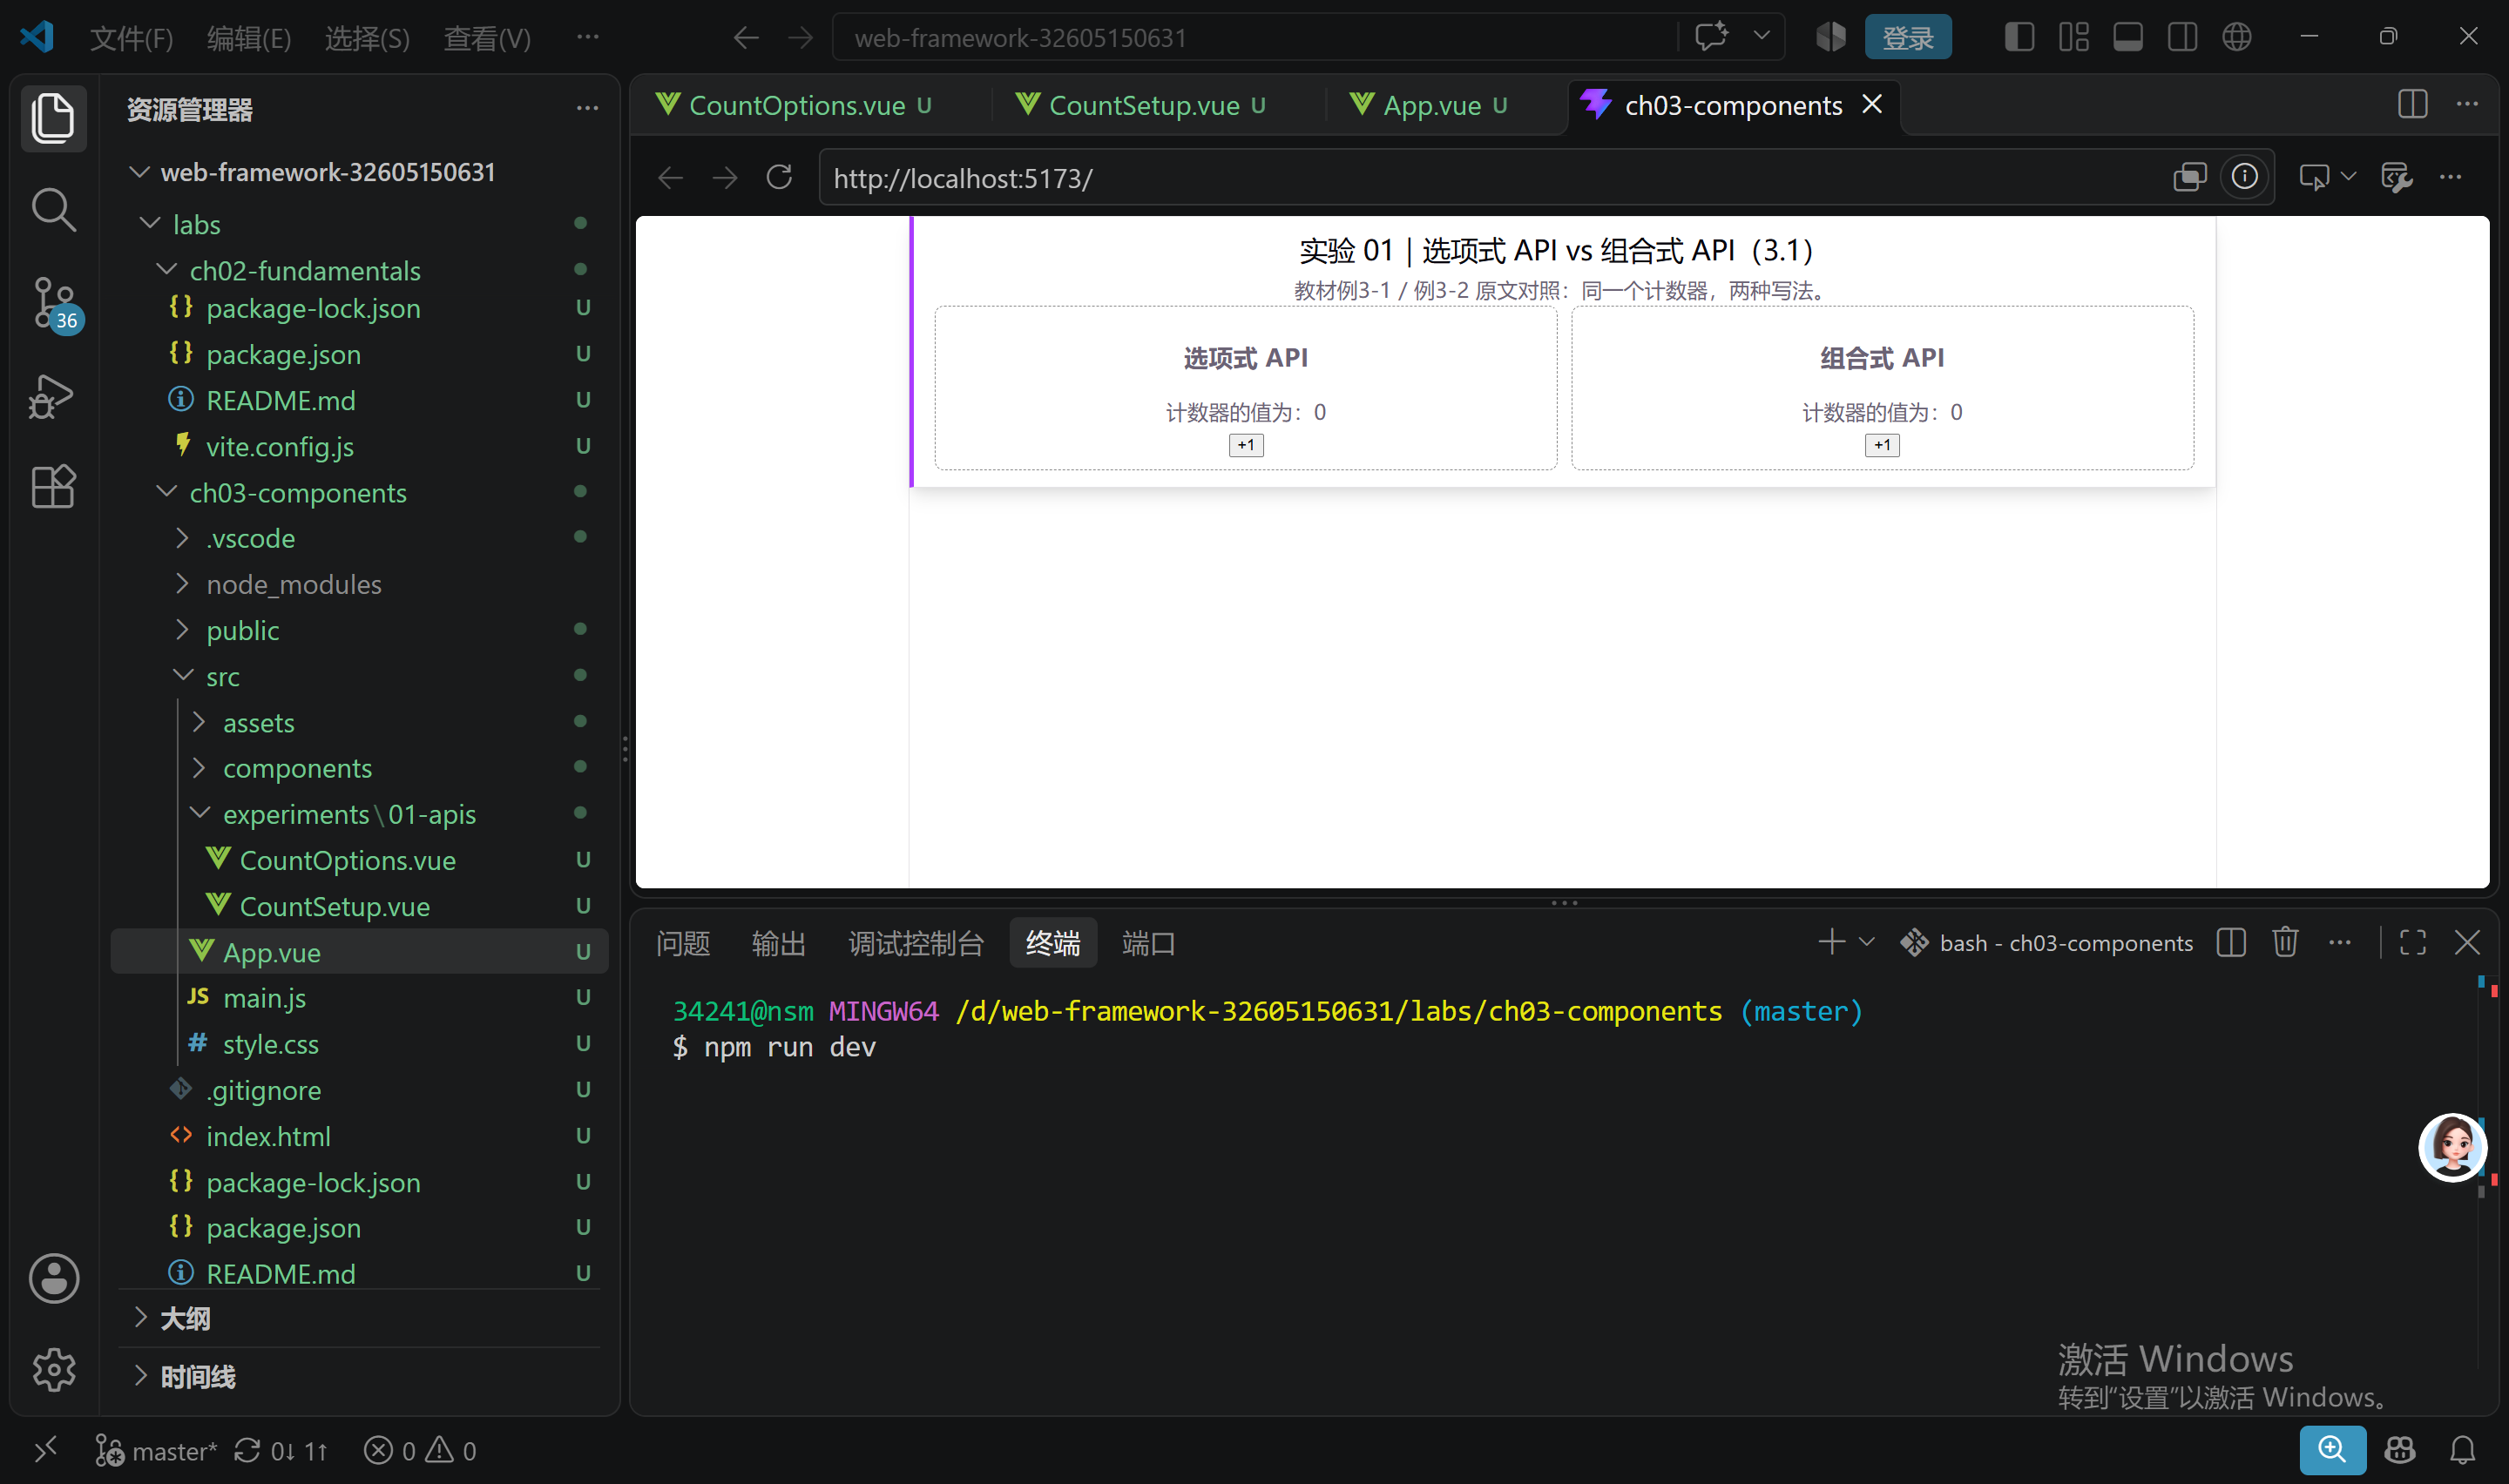 文件(F) 编辑(E) 选择(S) 查看(V) ··· web-framework-32605150631 登录
资源管理器
web-framework-32605150631
labs
ch02-fundamentals
package-lock.json U
package.json U
README.md U
vite.config.js U
ch03-components
.vscode
node_modules
public
src
assets
components
experiments\01-apis
CountOptions.vue U
CountSetup.vue U
App.vue U
JS main.js U
# style.css U
.gitignore U
index.html U
package-lock.json U
package.json U
README.md U
大纲
时间线
36
CountOptions.vue U CountSetup.vue U App.vue U ch03-components
http://localhost:5173/
实验 01｜选项式 API vs 组合式 API（3.1）
教材例3-1 / 例3-2 原文对照：同一个计数器，两种写法。
选项式 API
计数器的值为：0
+1
组合式 API
计数器的值为：0
+1
问题 输出 调试控制台 终端 端口 bash - ch03-components
34241@nsm MINGW64 /d/web-framework-32605150631/labs/ch03-components (master)
$ npm run dev
激活 Windows
转到“设置”以激活 Windows。
master* 0↓ 1↑ 0 0